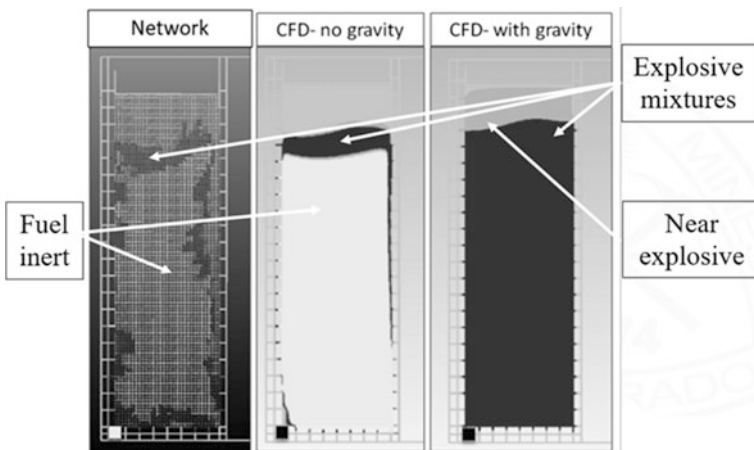 Network
CFD- no gravity
CFD- with gravity
Explosive
mixtures
Fuel
inert
Near
explosive